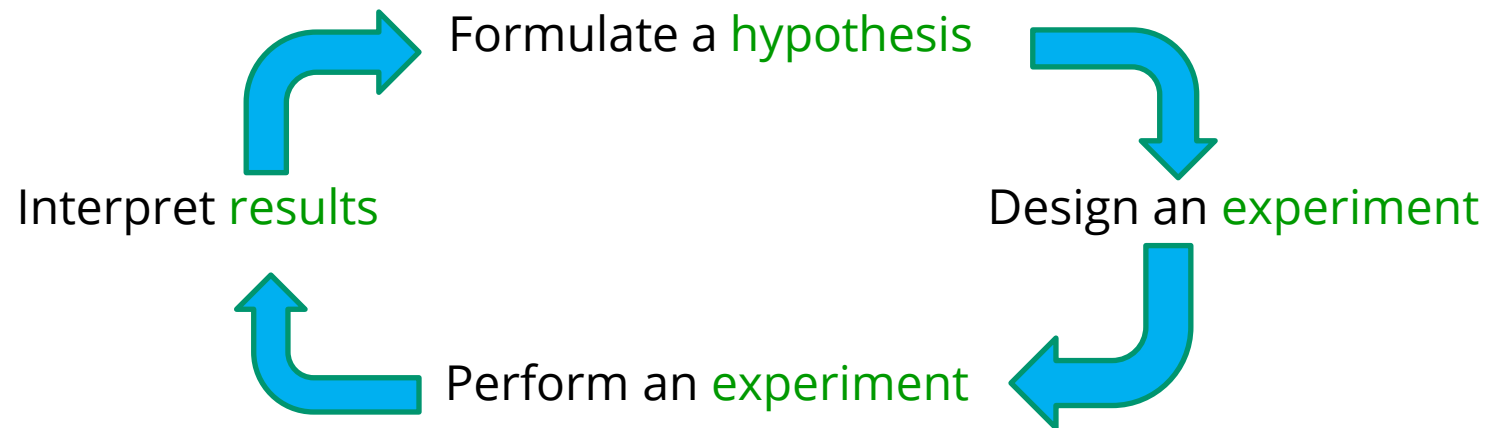 Formulate a hypothesis
Interpret results
Design an experiment
Perform an experiment